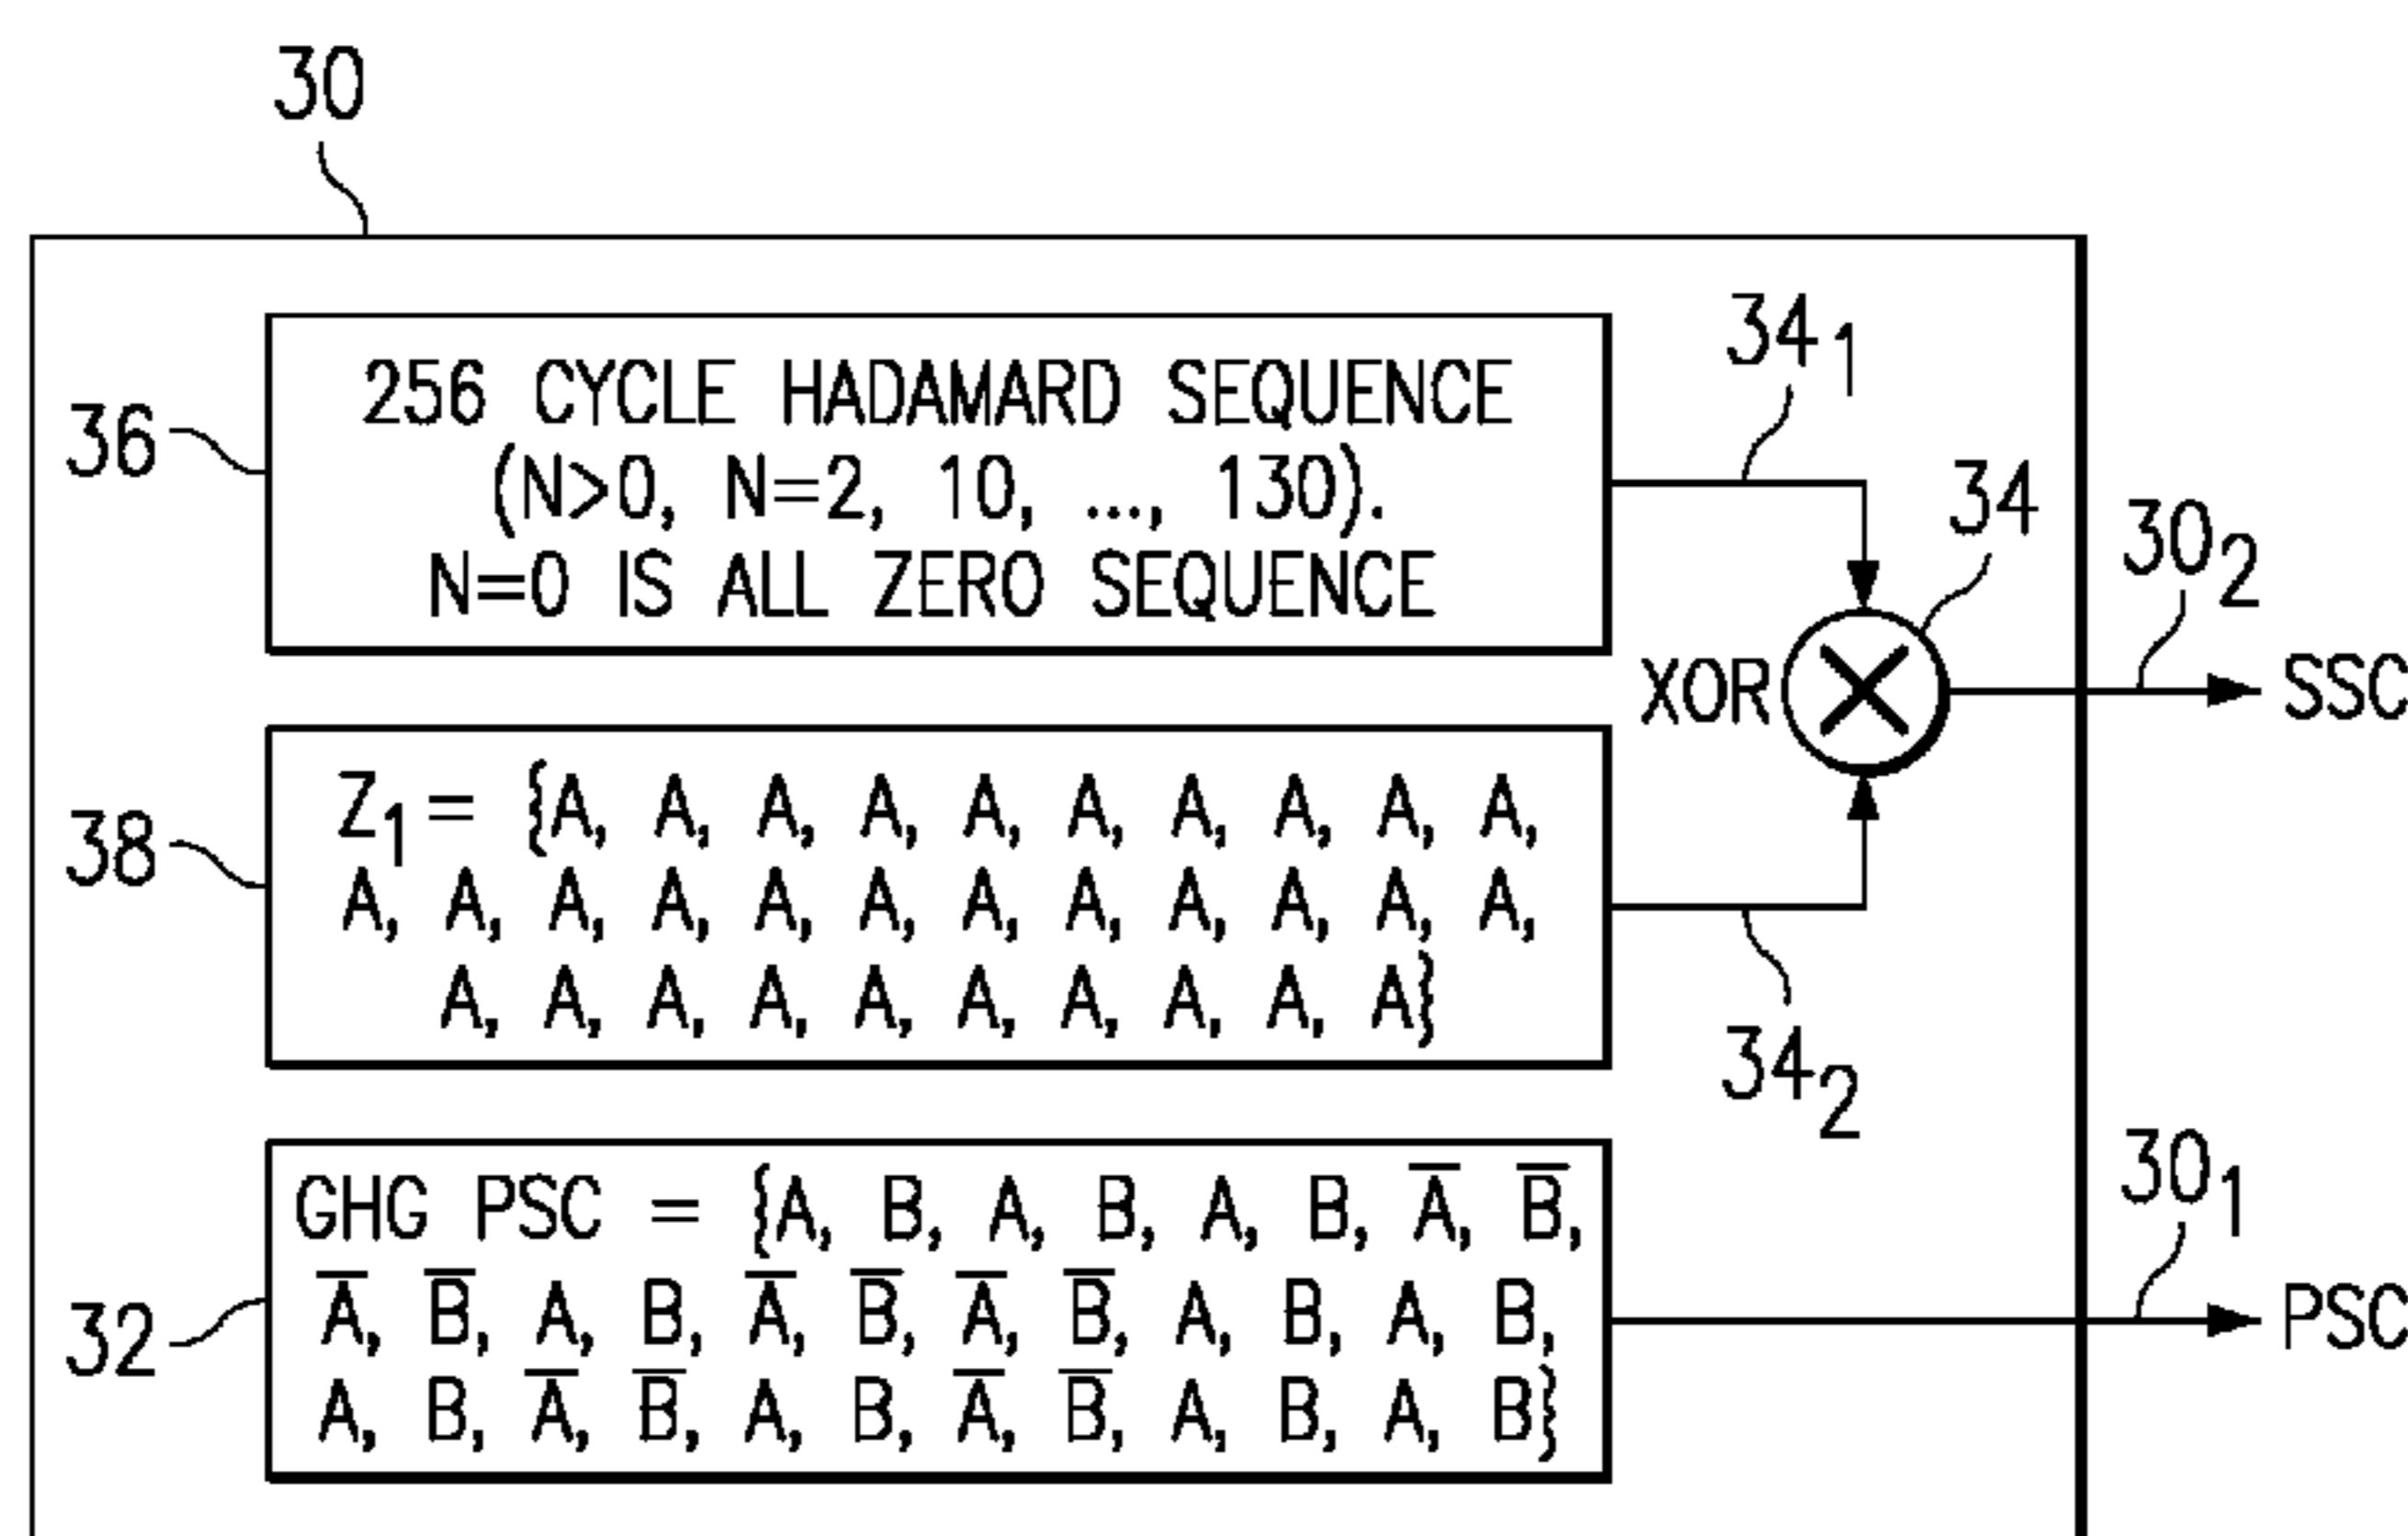 30
36
256 CYCLE HADAMARD SEQUENCE
(N>0, N=2, 10, ..., 130).
N=0 IS ALL ZERO SEQUENCE
34₁
34
30₂
XOR
SSC
38
Z₁= {A, A, A, A, A, A, A, A, A, A,
A, A, A, A, A, A, A, A, A, A, A, A,
A, A, A, A, A, A, A, A, A, A}
34₂
32
GHG PSC = {A, B, A, B, A, B, A̅, B̅,
A̅, B̅, A, B, A̅, B̅, A̅, B̅, A, B, A, B,
A, B, A̅, B̅, A, B, A̅, B̅, A, B, A, B}
30₁
PSC